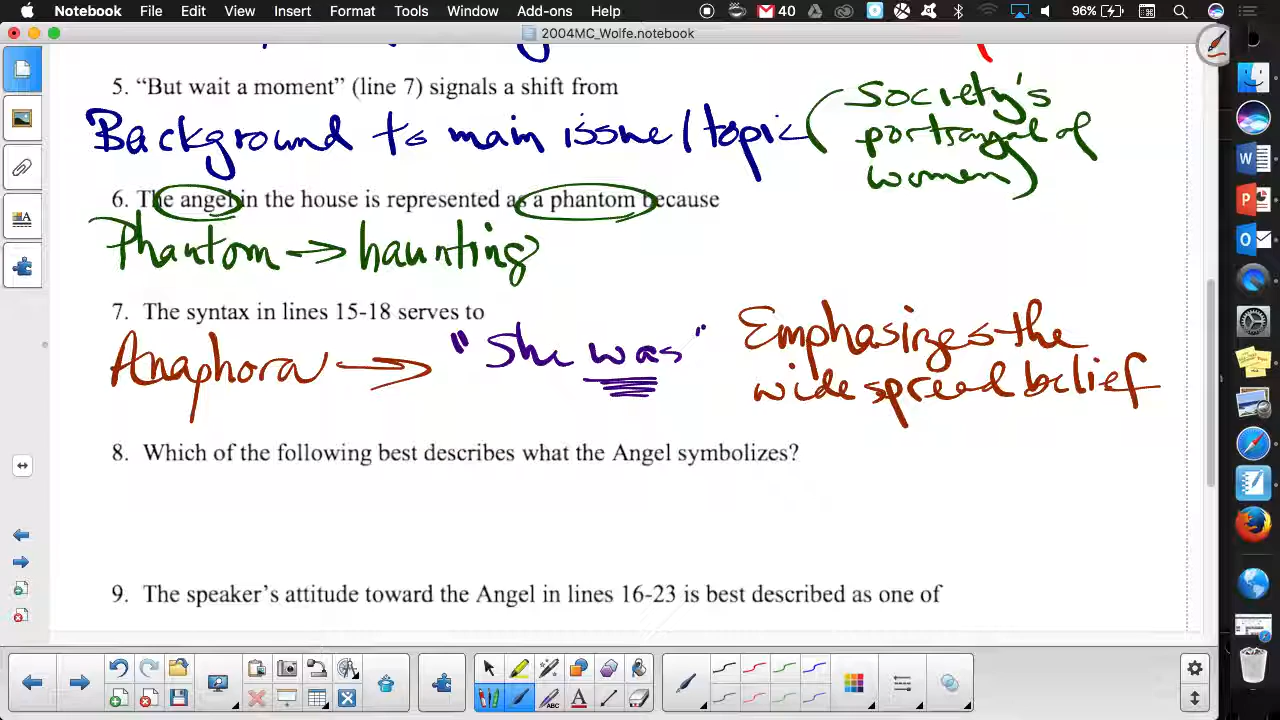 Notebook File Edit View Insert Format Tools Window Add-ons Help 40 96%
2004MC_Wolfe.notebook
5. “But wait a moment” (line 7) signals a shift from
Background to main issue/topic (society's portrayal of women)
6. The angel in the house is represented as a phantom because
Phantom → haunting
7. The syntax in lines 15-18 serves to
Anaphora → "She was" Emphasizes the
widespread belief
8. Which of the following best describes what the Angel symbolizes?
9. The speaker’s attitude toward the Angel in lines 16-23 is best described as one of